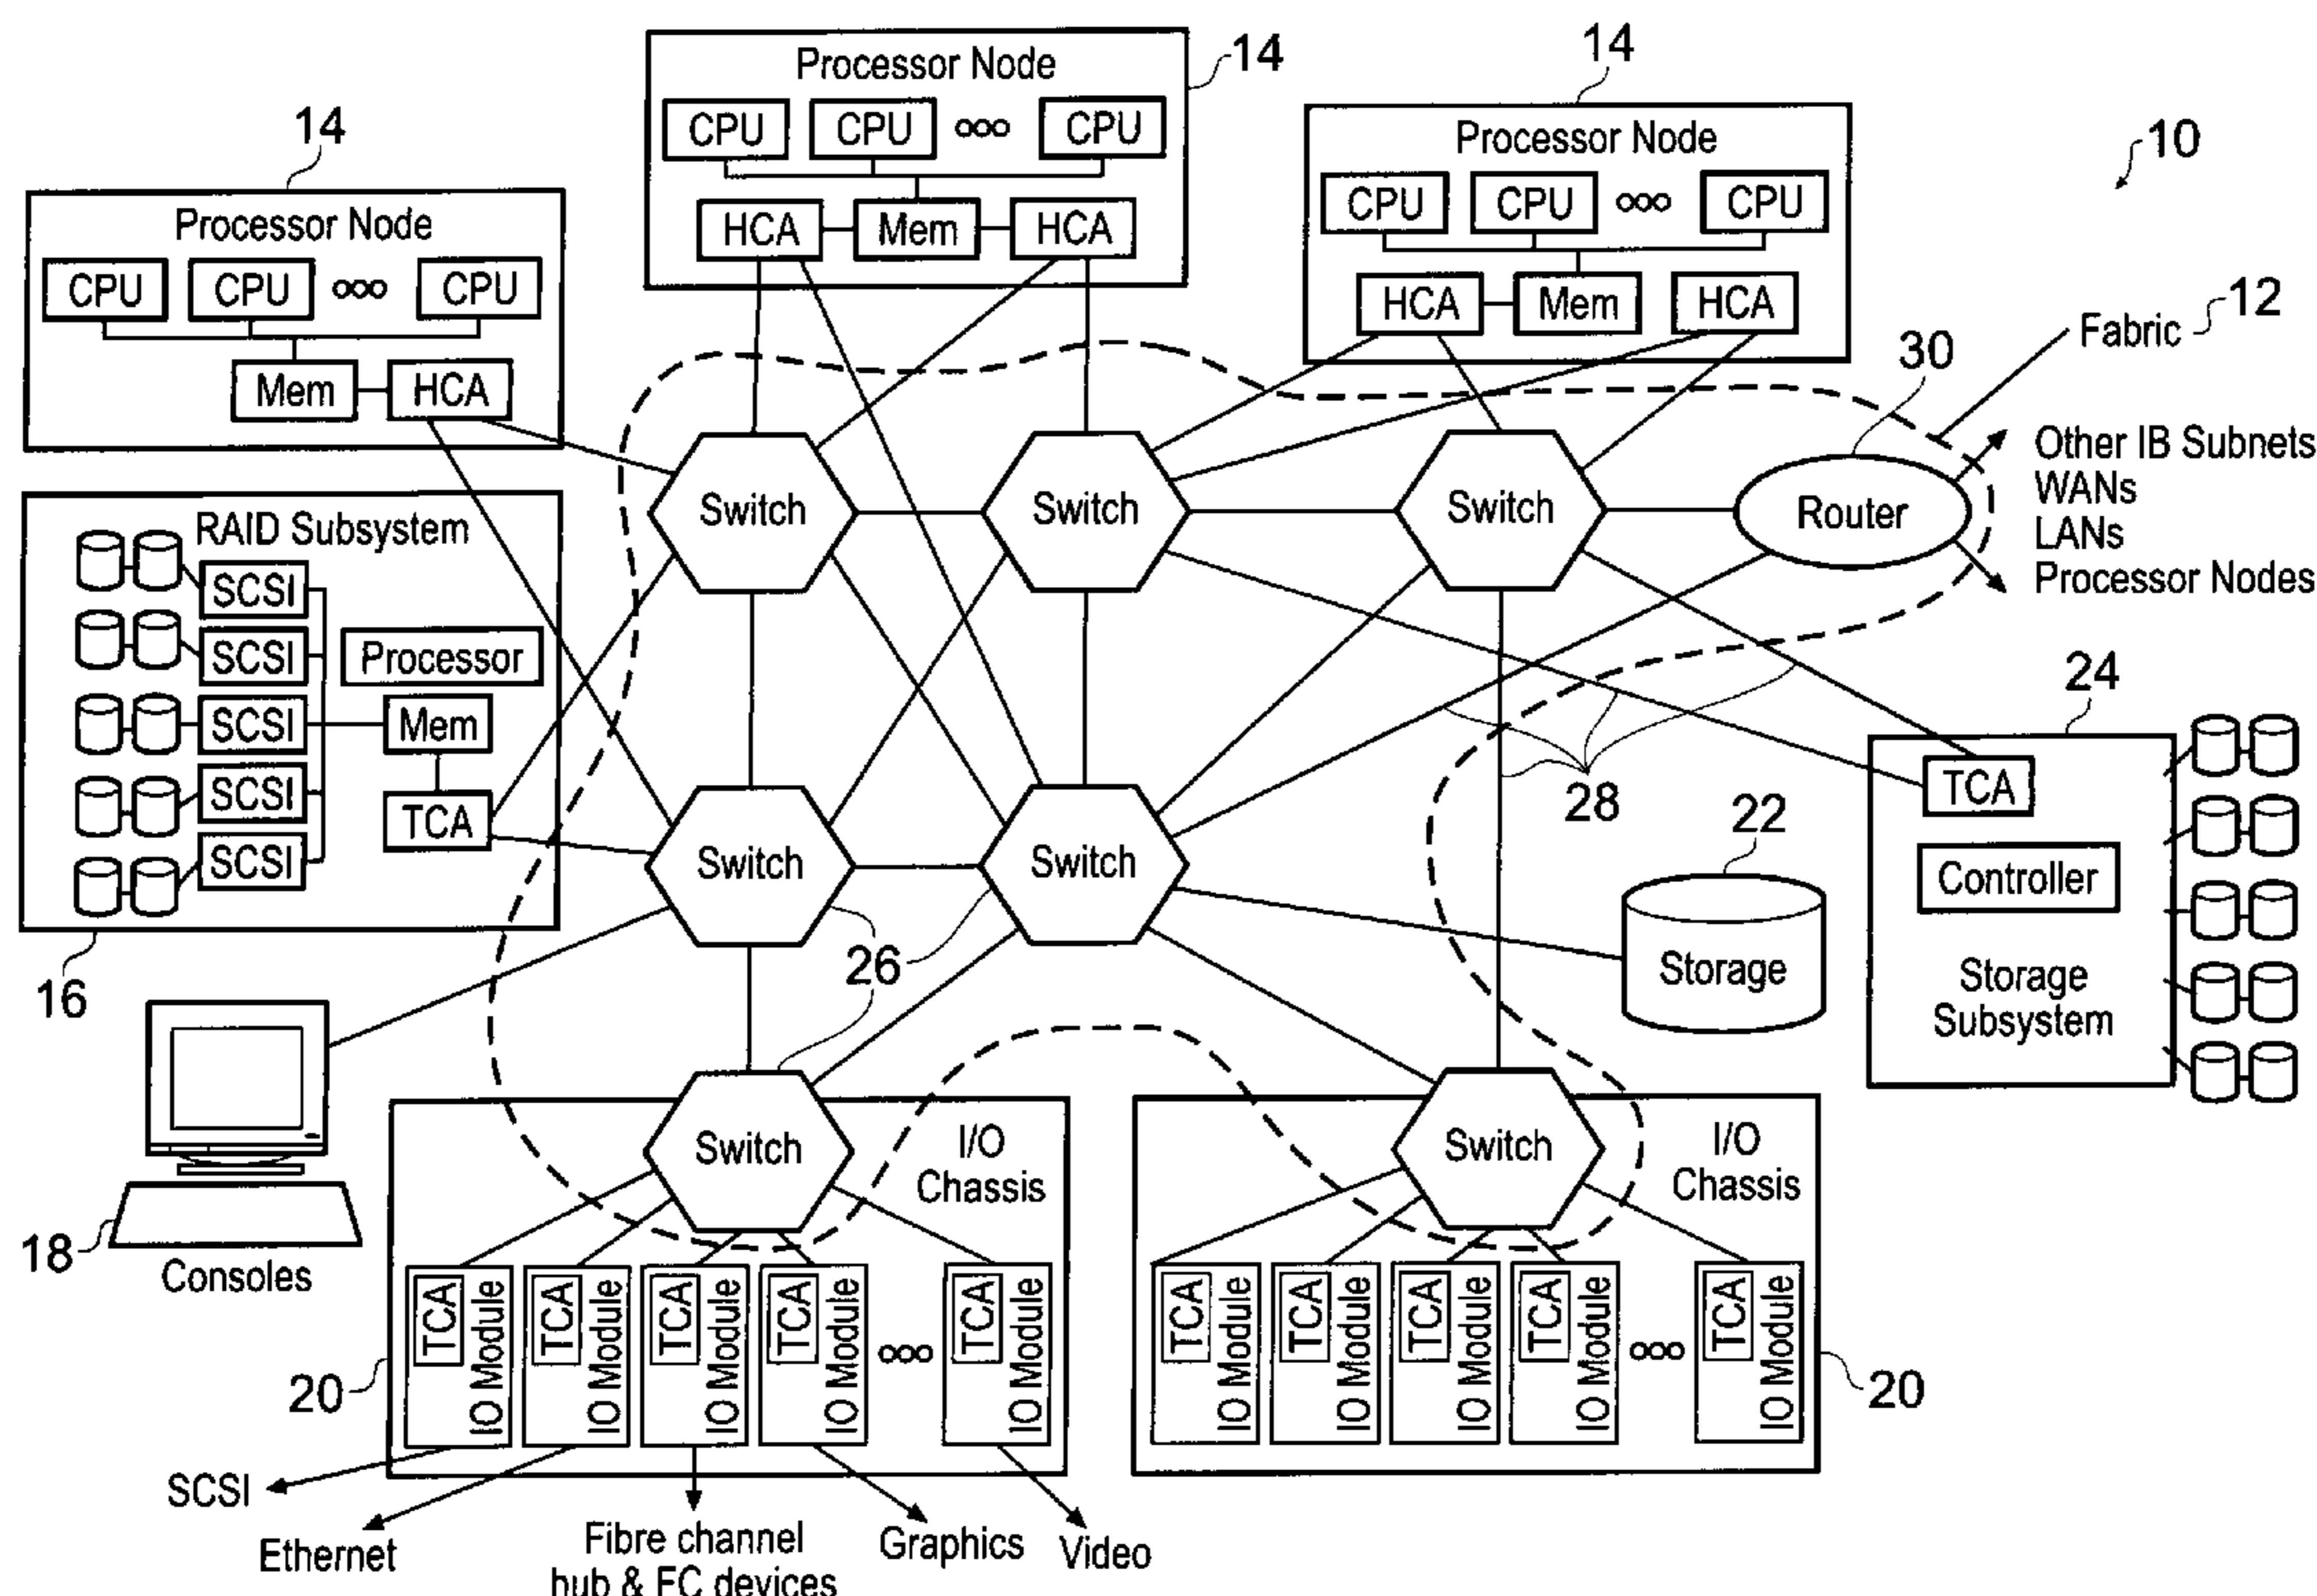 Processor Node
14
CPU
CPU
CPU
HCA
Mem
HCA
14
Processor Node
CPU
CPU
CPU
HCA
Mem
HCA
10
14
Processor Node
CPU
CPU
CPU
Mem
HCA
Fabric
12
30
Other IB Subnets
WANs
LANs
Processor Nodes
Switch
Switch
Switch
Router
RAID Subsystem
SCSI
SCSI
SCSI
SCSI
SCSI
Processor
Mem
TCA
16
28
24
TCA
Controller
Storage
Subsystem
22
Storage
Switch
Switch
26
18
Consoles
Switch
I/O
Chassis
TCA
IO Module
TCA
IO Module
TCA
IO Module
TCA
IO Module
TCA
IO Module
20
Switch
I/O
Chassis
TCA
IO Module
TCA
IO Module
TCA
IO Module
TCA
IO Module
TCA
IO Module
20
SCSI
Ethernet
Fibre channel
hub & FC devices
Graphics
Video